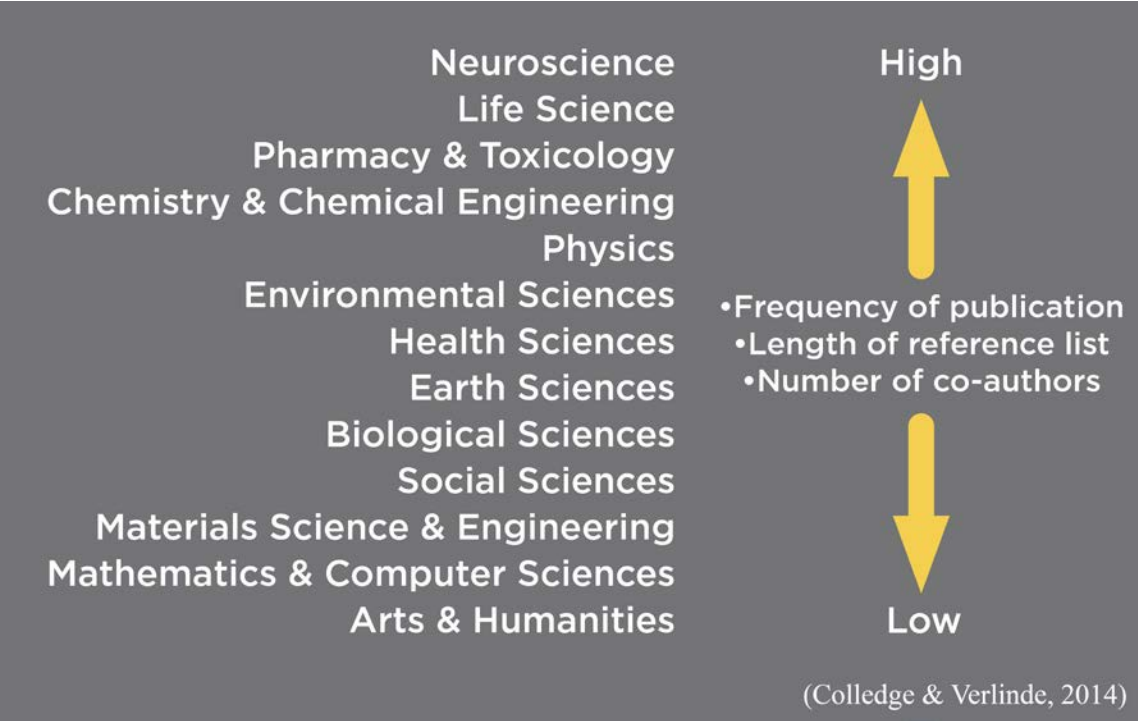 Neuroscience
Life Science
Pharmacy & Toxicology
Chemistry & Chemical Engineering
Physics
Environmental Sciences
Health Sciences
Earth Sciences
Biological Sciences
Social Sciences
Materials Science & Engineering
Mathematics & Computer Sciences
Arts & Humanities
High
•Frequency of publication
•Length of reference list
•Number of co-authors
Low
(Colledge & Verlinde, 2014)